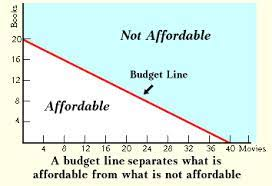 Books
Not Affordable
20
16
12
8
4
Budget Line
Affordable
4 8 12 16 20 24 28 32 36 40 Movies
A budget line separates what is
affordable from what is not affordable